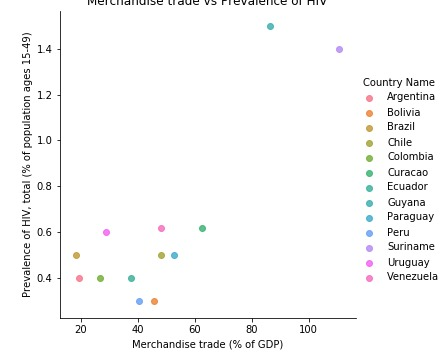 Merchandise trade vs Prevalence of HIV
Prevalence of HIV, total (% of population ages 15-49)
1.4
1.2
1.0
0.8
0.6
0.4
20
40
60
80
100
Merchandise trade (% of GDP)
Country Name
Argentina
Bolivia
Brazil
Chile
Colombia
Curacao
Ecuador
Guyana
Paraguay
Peru
Suriname
Uruguay
Venezuela